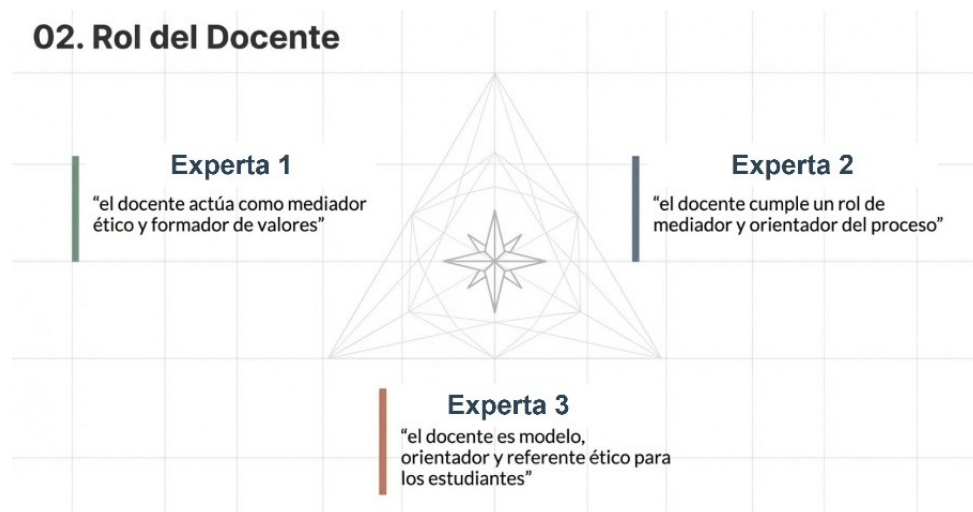 02. Rol del Docente
Experta 1
“el docente actúa como mediador
ético y formador de valores”
Experta 2
“el docente cumple un rol de
mediador y orientador del proceso”
Experta 3
“el docente es modelo,
orientador y referente ético para
los estudiantes”